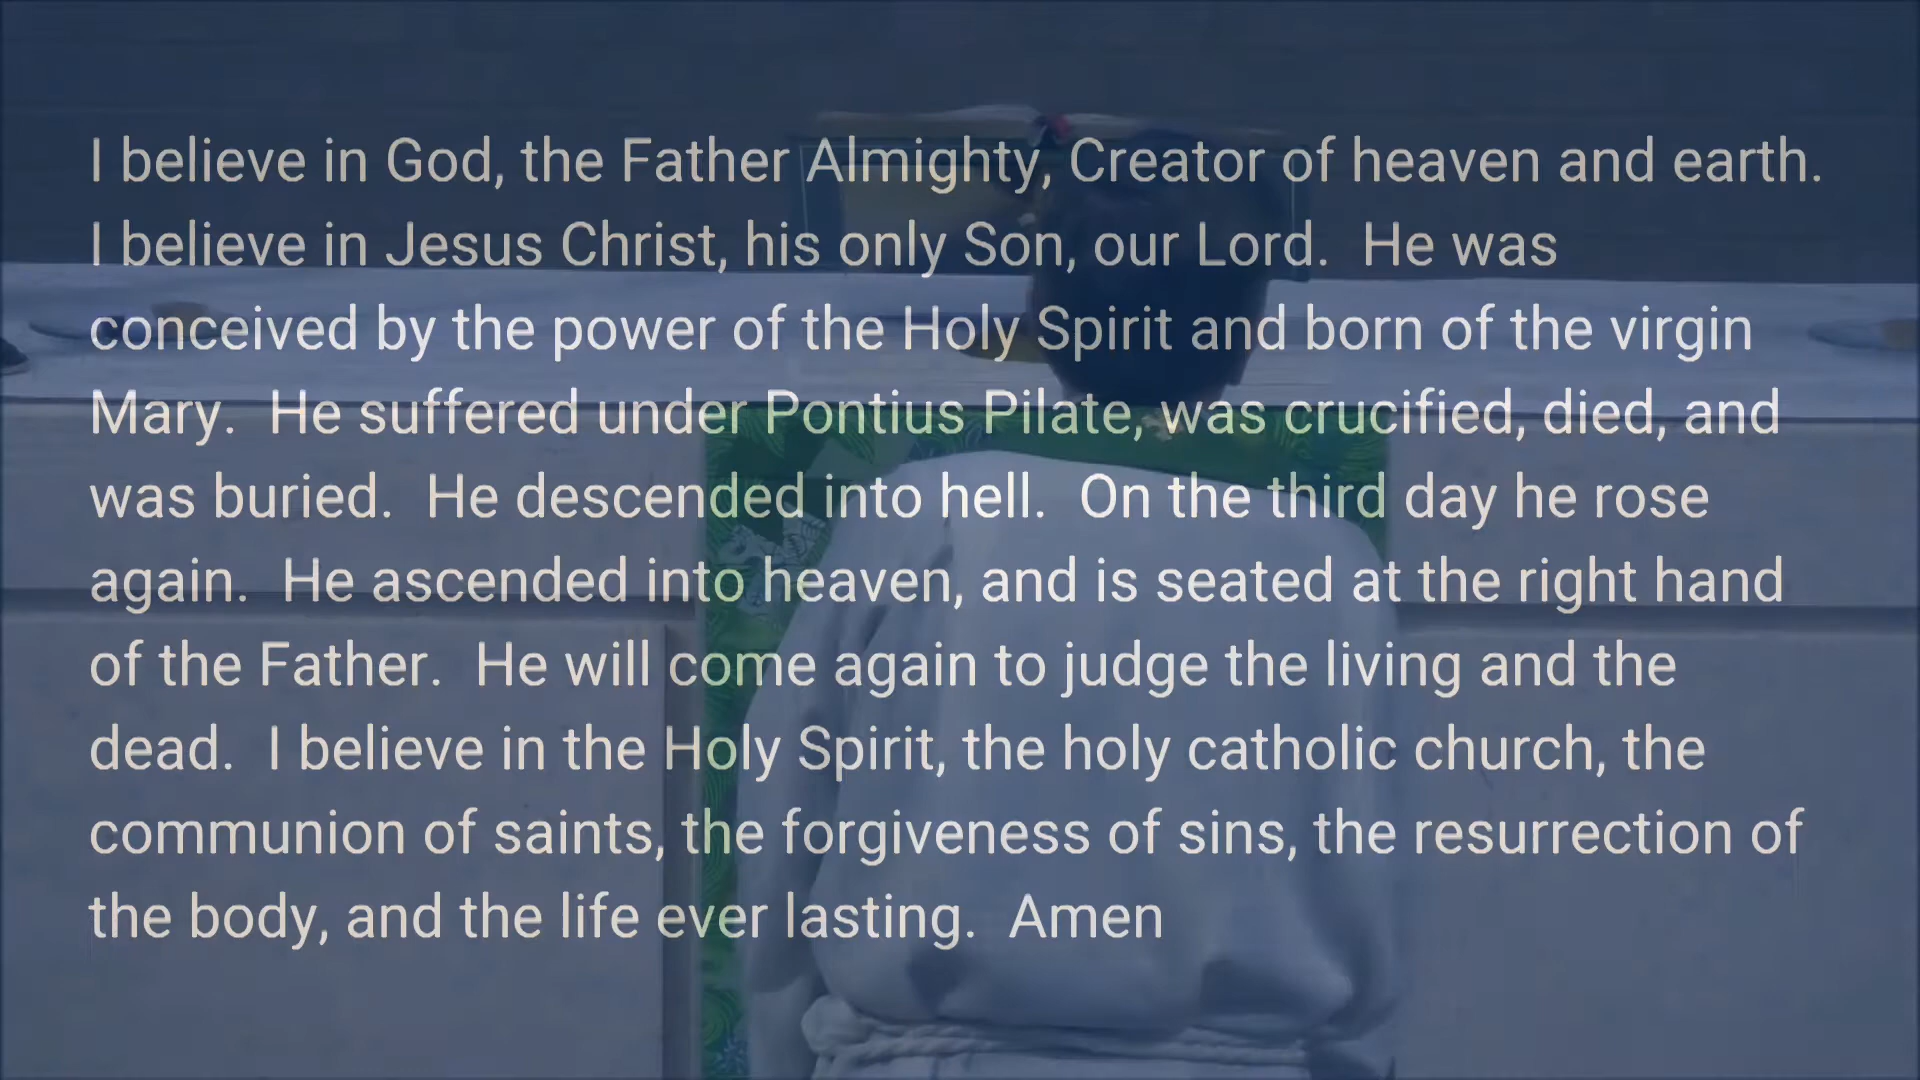 I believe in God, the Father Almighty, Creator of heaven and earth.
I believe in Jesus Christ, his only Son, our Lord.  He was
conceived by the power of the Holy Spirit and born of the virgin
Mary.  He suffered under Pontius Pilate, was crucified, died, and
was buried.  He descended into hell.  On the third day he rose
again.  He ascended into heaven, and is seated at the right hand
of the Father.  He will come again to judge the living and the
dead.  I believe in the Holy Spirit, the holy catholic church, the
communion of saints, the forgiveness of sins, the resurrection of
the body, and the life ever lasting.  Amen